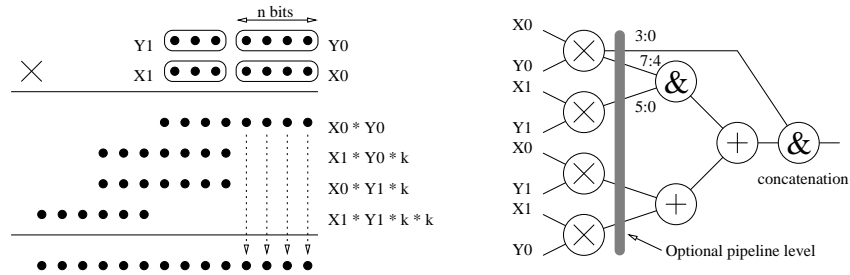 n bits
Y1 Y0
X1 X0
X0 * Y0
X1 * Y0 * k
X0 * Y1 * k
X1 * Y1 * k * k
X0
Y0
X1
Y1
X0
Y1
X1
Y0
3:0
7:4
5:0
&
+
+
&
concatenation
Optional pipeline level